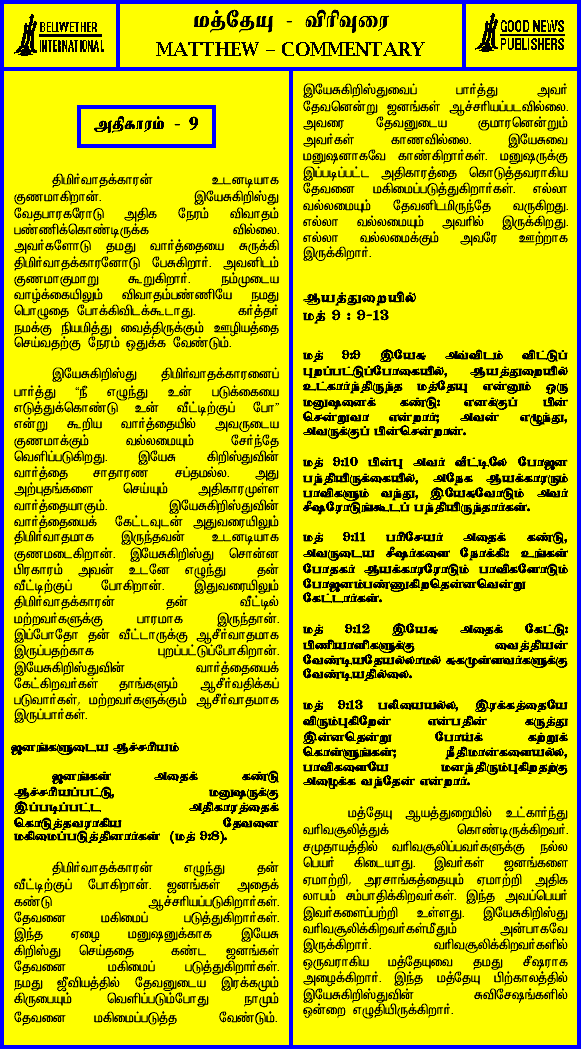 BELIWETHER
INTERNATIONAL
மத்தேயு - விரிவுரை
MATTHEW – COMMENTARY
GOOD NEWS
PUBLISHERS
அதிகாரம் - 9
திமிர்வாதக்காரன் உடனடியாக
குணமாகிறான். இயேசுகிறிஸ்து
வேதபாரகரோடு அதிக நேரம் விவாதம்
பண்ணிக்கொண்டிருக்க வில்லை.
அவர்களோடு தமது வார்த்தையை சுருக்கி
திமிர்வாதக்காரனோடு பேசுகிறார். அவனிடம்
குணமாகுமாறு கூறுகிறார். நம்முடைய
வாழ்க்கையிலும் விவாதம்பண்ணியே நமது
பொழுதை போக்கிவிடக்கூடாது. கர்த்தர்
நமக்கு நியமித்து வைத்திருக்கும் ஊழியத்தை
செய்வதற்கு நேரம் ஒதுக்க வேண்டும்.
இயேசுகிறிஸ்து திமிர்வாதக்காரனைப்
பார்த்து “நீ எழுந்து உன் படுக்கையை
எடுத்துக்கொண்டு உன் வீட்டிற்குப் போ”
என்று கூறிய வார்த்தையில் அவருடைய
குணமாக்கும் வல்லமையும் சேர்ந்தே
வெளிப்படுகிறது. இயேசு கிறிஸ்துவின்
வார்த்தை சாதாரண சப்தமல்ல. அது
அற்புதங்களை செய்யும் அதிகாரமுள்ள
வார்த்தையாகும். இயேசுகிறிஸ்துவின்
வார்த்தையைக் கேட்டவுடன் அதுவரையிலும்
திமிர்வாதமாக இருந்தவன் உடனடியாக
குணமடைகிறான். இயேசுகிறிஸ்து சொன்ன
பிரகாரம் அவன் உடனே எழுந்து தன்
வீட்டிற்குப் போகிறான். இதுவரையிலும்
திமிர்வாதக்காரன் தன் வீட்டில்
மற்றவர்களுக்கு பாரமாக இருந்தான்.
இப்போதோ தன் வீட்டாருக்கு ஆசீர்வாதமாக
இருப்பதற்காக புறப்பட்டுப்போகிறான்.
இயேசுகிறிஸ்துவின் வார்த்தையைக்
கேட்கிறவர்கள் தாங்களும் ஆசீர்வதிக்கப்
படுவார்கள், மற்றவர்களுக்கும் ஆசீர்வாதமாக
இருப்பார்கள்.
ஜனங்களுடைய ஆச்சரியம்
ஜனங்கள் அதைக் கண்டு
ஆச்சரியப்பட்டு, மனுஷருக்கு
இப்படிப்பட்ட அதிகாரத்தைக்
கொடுத்தவராகிய தேவனை
மகிமைப்படுத்தினார்கள் (மத் 9:8).
திமிர்வாதக்காரன் எழுந்து தன்
வீட்டிற்குப் போகிறான். ஜனங்கள் அதைக்
கண்டு ஆச்சரியப்படுகிறார்கள்.
தேவனை மகிமைப் படுத்துகிறார்கள்.
இந்த ஏழை மனுஷனுக்காக இயேசு
கிறிஸ்து செய்ததை கண்ட ஜனங்கள்
தேவனை மகிமைப் படுத்துகிறார்கள்.
நமது ஜீவியத்தில் தேவனுடைய இரக்கமும்
கிருபையும் வெளிப்படும்போது நாமும்
தேவனை மகிமைப்படுத்த வேண்டும்.
இயேசுகிறிஸ்துவைப் பார்த்து அவர்
தேவனென்று ஜனங்கள் ஆச்சரியப்படவில்லை.
அவரை தேவனுடைய குமாரனென்றும்
அவர்கள் காணவில்லை. இயேசுவை
மனுஷனாகவே காண்கிறார்கள். மனுஷருக்கு
இப்படிப்பட்ட அதிகாரத்தை கொடுத்தவராகிய
தேவனை மகிமைப்படுத்துகிறார்கள். எல்லா
வல்லமையும் தேவனிடமிருந்தே வருகிறது.
எல்லா வல்லமையும் அவரில் இருக்கிறது.
எல்லா வல்லமைக்கும் அவரே ஊற்றாக
இருக்கிறார்.
ஆயத்துறையில்
மத் 9 : 9-13
மத் 9:9 இயேசு அவ்விடம் விட்டுப்
புறப்பட்டுப்போகையில், ஆயத்துறையில்
உட்கார்ந்திருந்த மத்தேயு என்னும் ஒரு
மனுஷனைக் கண்டு: எனக்குப் பின்
சென்றுவா என்றார்; அவன் எழுந்து,
அவருக்குப் பின்சென்றான்.
மத் 9:10 பின்பு அவர் வீட்டிலே போஜன
பந்தியிருக்கையில், அநேக ஆயக்காரரும்
பாவிகளும் வந்து, இயேசுவோடும் அவர்
சீஷரோடுங்கூடப் பந்தியிருந்தார்கள்.
மத் 9:11 பரிசேயர் அதைக் கண்டு,
அவருடைய சீஷர்களை நோக்கி: உங்கள்
போதகர் ஆயக்காரரோடும் பாவிகளோடும்
போஜனம்பண்ணுகிறதென்னவென்று
கேட்டார்கள்.
மத் 9:12 இயேசு அதைக் கேட்டு:
பிணியாளிகளுக்கு வைத்தியன்
வேண்டியதேயல்லாமல் சுகமுள்ளவர்களுக்கு
வேண்டியதில்லை.
மத் 9:13 பலியையல்ல, இரக்கத்தையே
விரும்புகிறேன் என்பதின் கருத்து
இன்னதென்று போய்க் கற்றுக்
கொள்ளுங்கள்; நீதிமான்களையல்ல,
பாவிகளையே மனந்திரும்புகிறதற்கு
அழைக்க வந்தேன் என்றார்.
மத்தேயு ஆயத்துறையில் உட்கார்ந்து
வரிவசூலித்துக் கொண்டிருக்கிறவர்.
சமுதாயத்தில் வரிவசூலிப்பவர்களுக்கு நல்ல
பெயர் கிடையாது. இவர்கள் ஜனங்களை
ஏமாற்றி, அரசாங்கத்தையும் ஏமாற்றி அதிக
லாபம் சம்பாதிக்கிறவர்கள். இந்த அவப்பெயர்
இவர்களைப்பற்றி உள்ளது. இயேசுகிறிஸ்து
வரிவசூலிக்கிறவர்கள்மீதும் அன்பாகவே
இருக்கிறார். வரிவசூலிக்கிறவர்களில்
ஒருவராகிய மத்தேயுவை தமது சீஷராக
அழைக்கிறார். இந்த மத்தேயு பிற்காலத்தில்
இயேசுகிறிஸ்துவின் சுவிசேஷங்களில்
ஒன்றை எழுதியிருக்கிறார்.